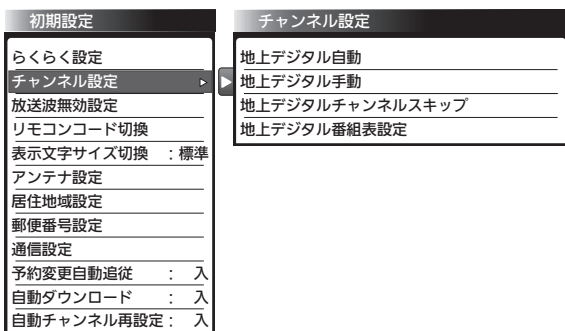 初期設定
らくらく設定
チャンネル設定
放送波無効設定
リモコンコード切換
表示文字サイズ切換 ：標準
アンテナ設定
居住地域設定
郵便番号設定
通信設定
予約変更自動追従 ： 入
自動ダウンロード ： 入
自動チャンネル再設定： 入
チャンネル設定
地上デジタル自動
地上デジタル手動
地上デジタルチャンネルスキップ
地上デジタル番組表設定